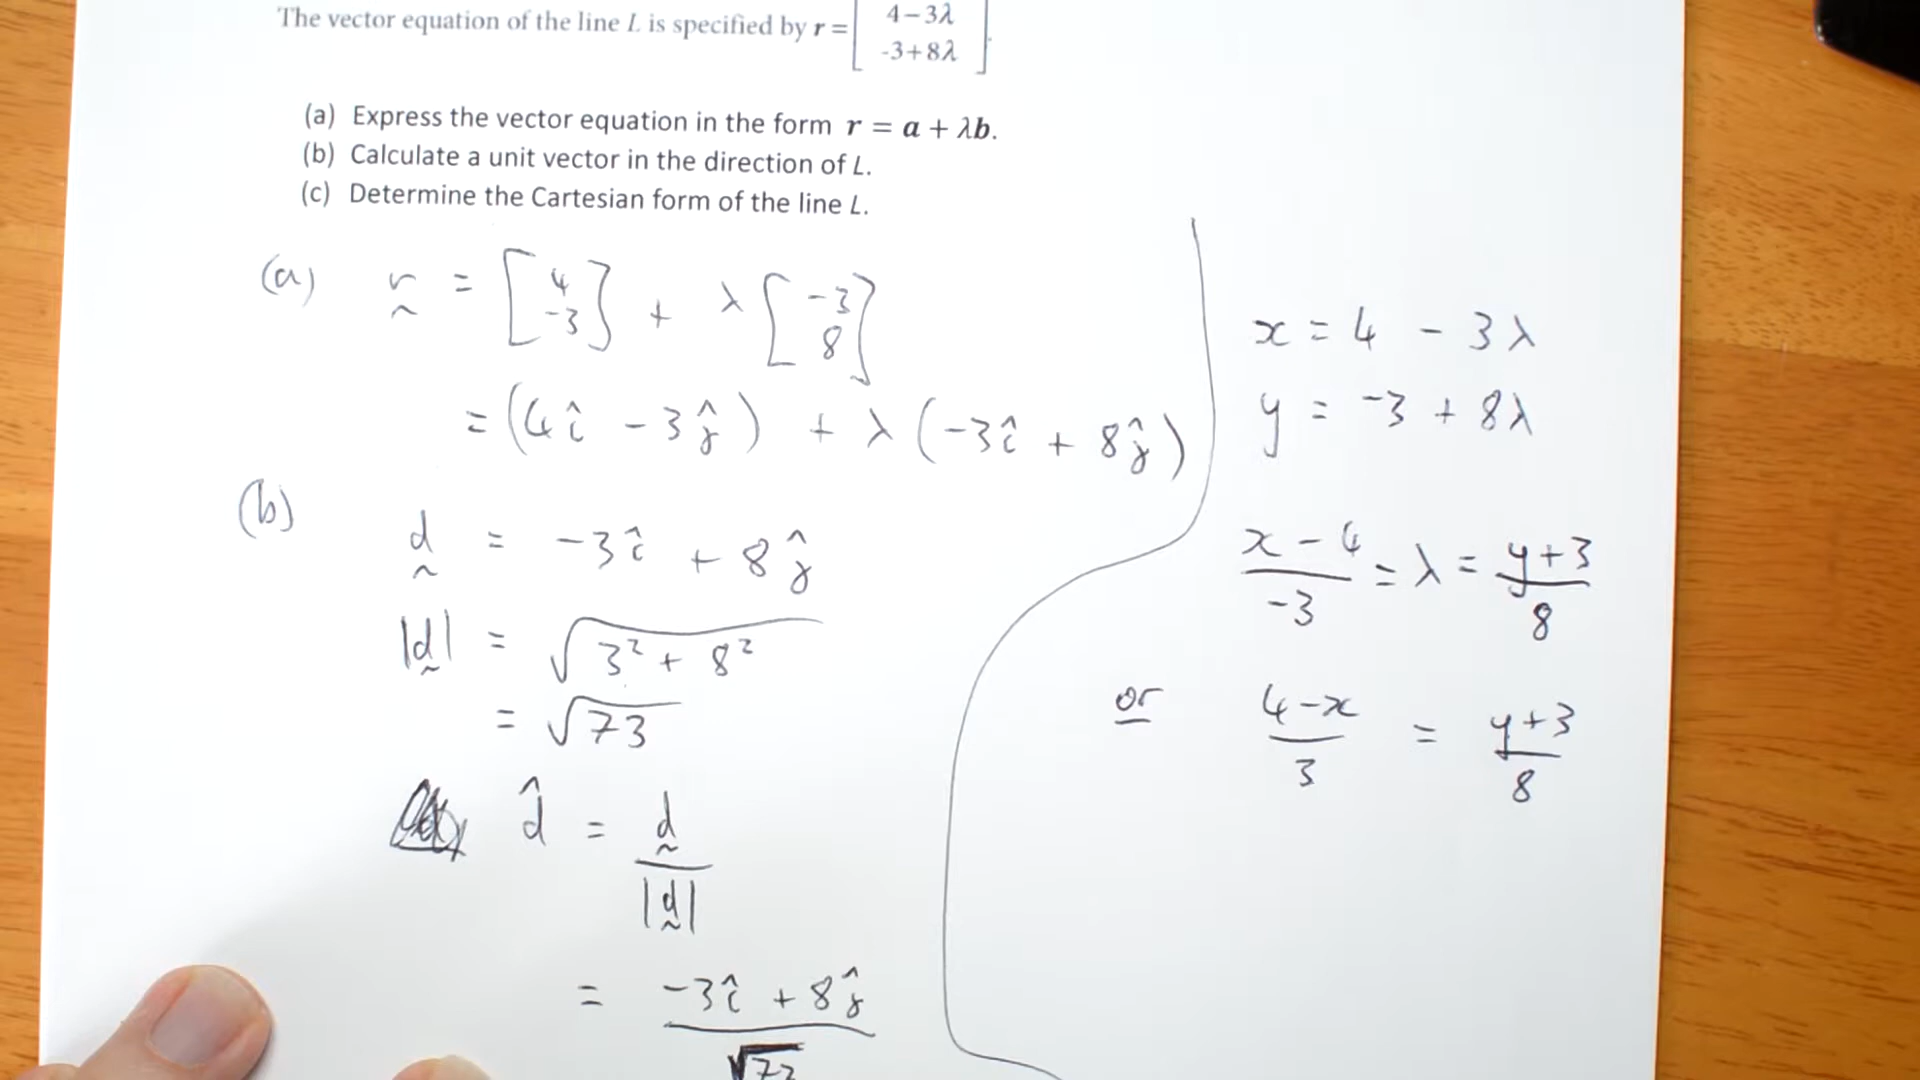 The vector equation of the line L is specified by r = [4−3λ
-3+8λ].
(a) Express the vector equation in the form r = a + λb.
(b) Calculate a unit vector in the direction of L.
(c) Determine the Cartesian form of the line L.
(a) r = [4 -3] + λ[-3 8]
= (4î − 3ĵ) + λ(−3î + 8ĵ)
(b)
d = −3î + 8ĵ
|d| = √(3² + 8²)
= √73
d̂ = d / |d|
= −3î + 8ĵ / √73
x = 4 − 3λ
y = -3 + 8λ
x − 4 / −3 = λ = y+3 / 8
or 4−x / 3 = y+3 / 8